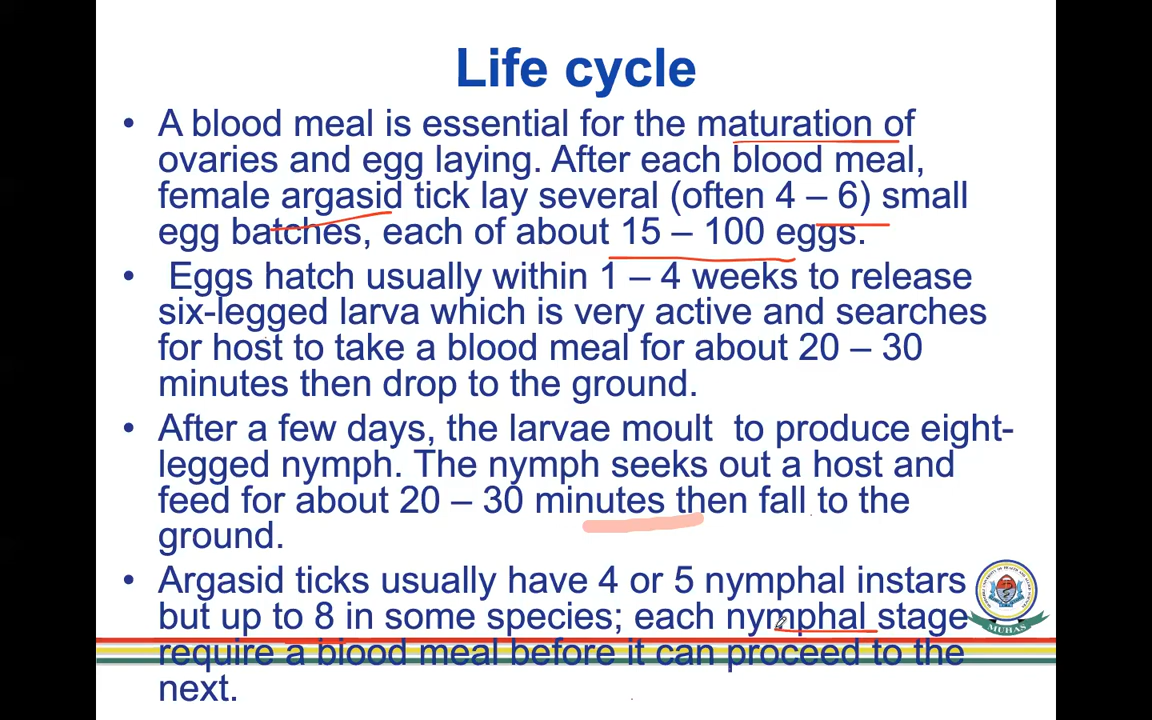 Life cycle
• A blood meal is essential for the maturation of
ovaries and egg laying. After each blood meal,
female argasid tick lay several (often 4 – 6) small
egg batches, each of about 15 – 100 eggs.
• Eggs hatch usually within 1 – 4 weeks to release
six-legged larva which is very active and searches
for host to take a blood meal for about 20 – 30
minutes then drop to the ground.
• After a few days, the larvae moult to produce eight-
legged nymph. The nymph seeks out a host and
feed for about 20 – 30 minutes then fall to the
ground.
• Argasid ticks usually have 4 or 5 nymphal instars
but up to 8 in some species; each nymphal stage
require a blood meal before it can proceed to the
next.
MUHAS